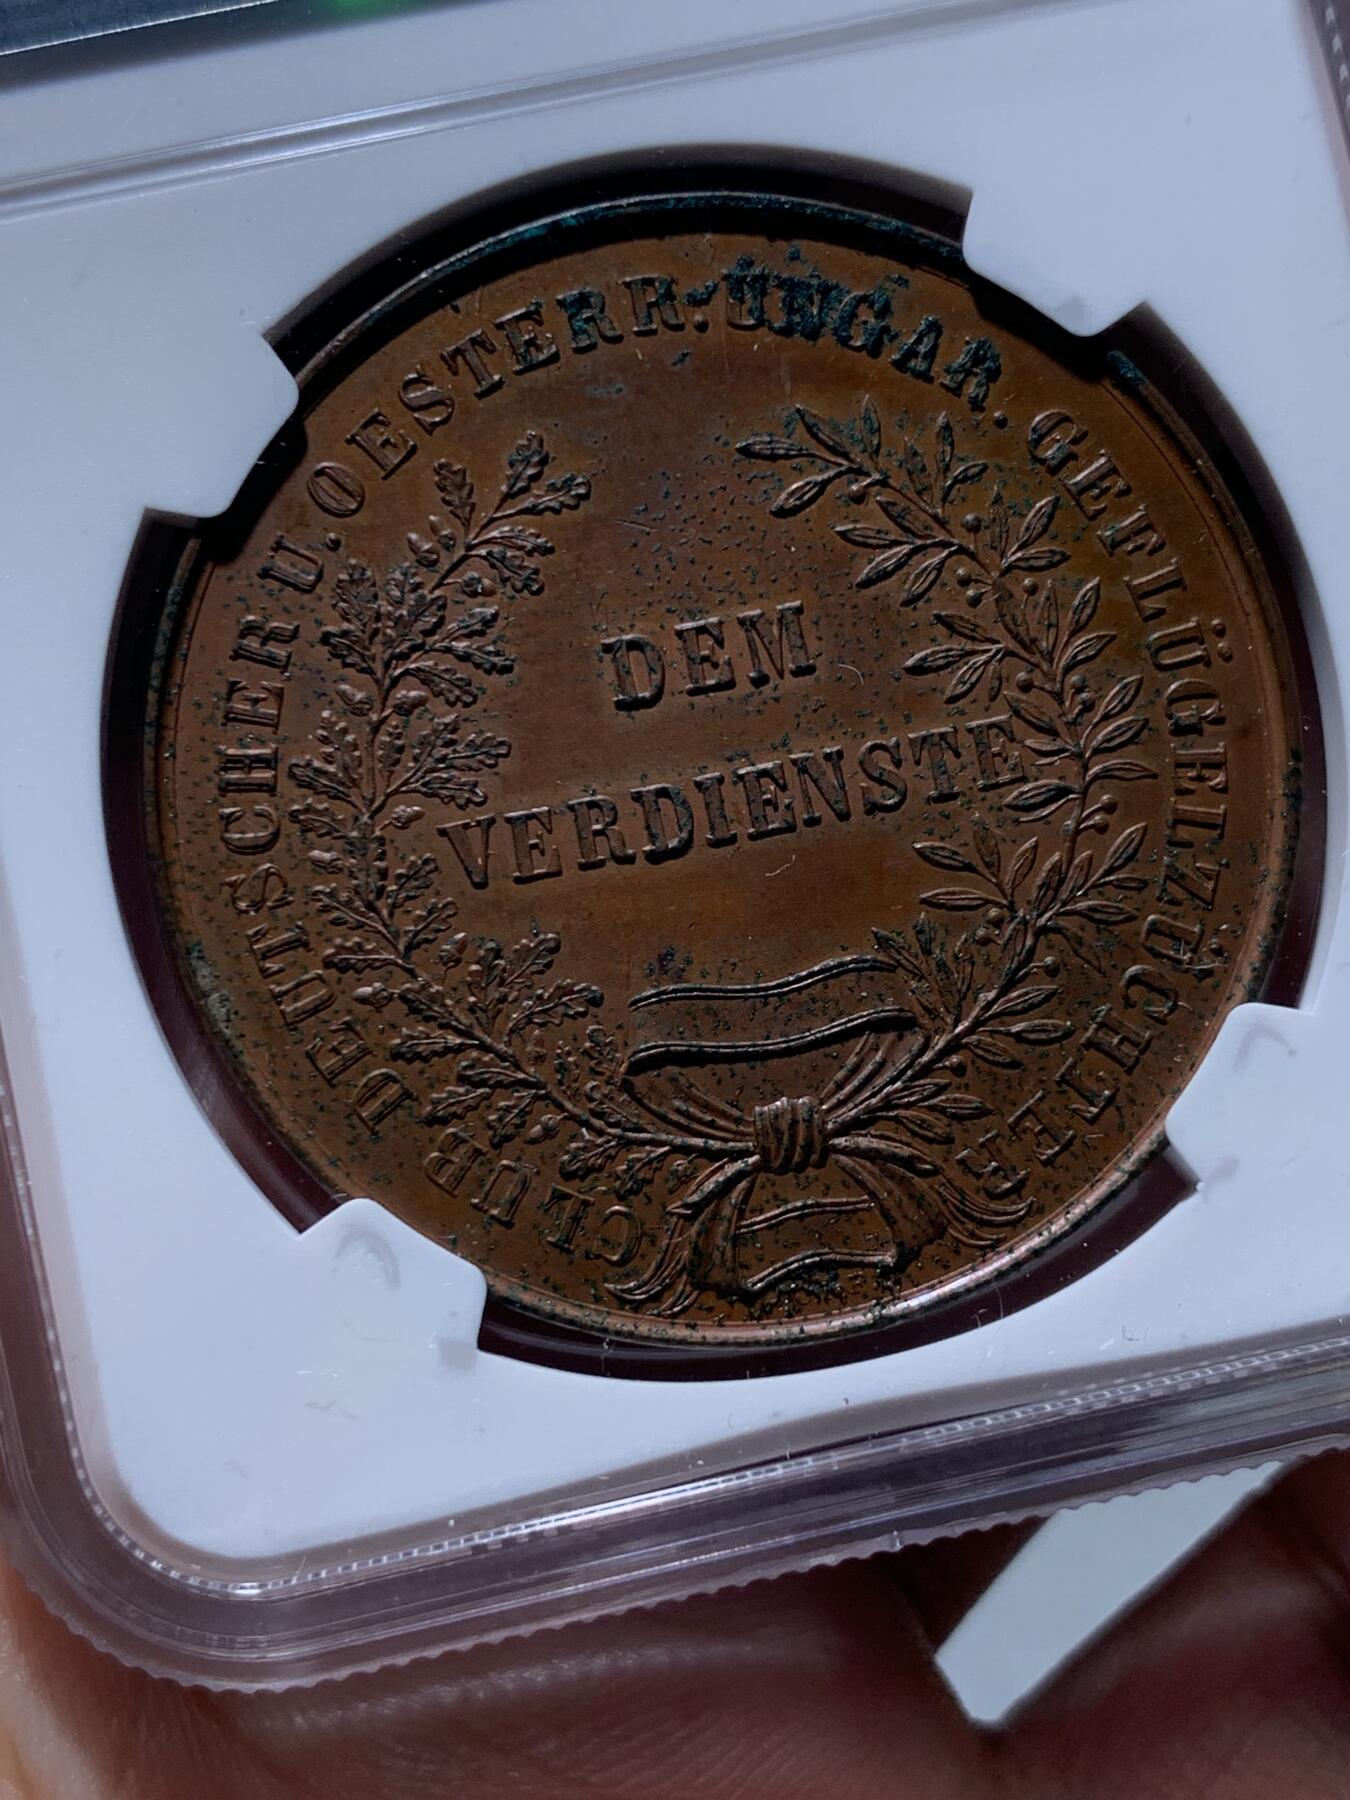 CLUB DEUTSCHER U. OESTERR: UNGAR. GEFLÜGELZÜCHTER
DEM
VERDIENSTE